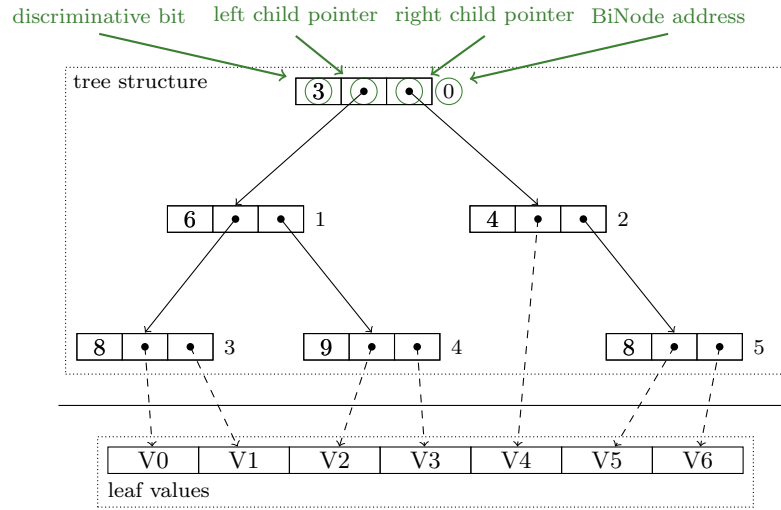 discriminative bit left child pointer right child pointer BiNode address
tree structure
3 0
6 1 4 2
8 3 9 4 8 5
V0 V1 V2 V3 V4 V5 V6
leaf values